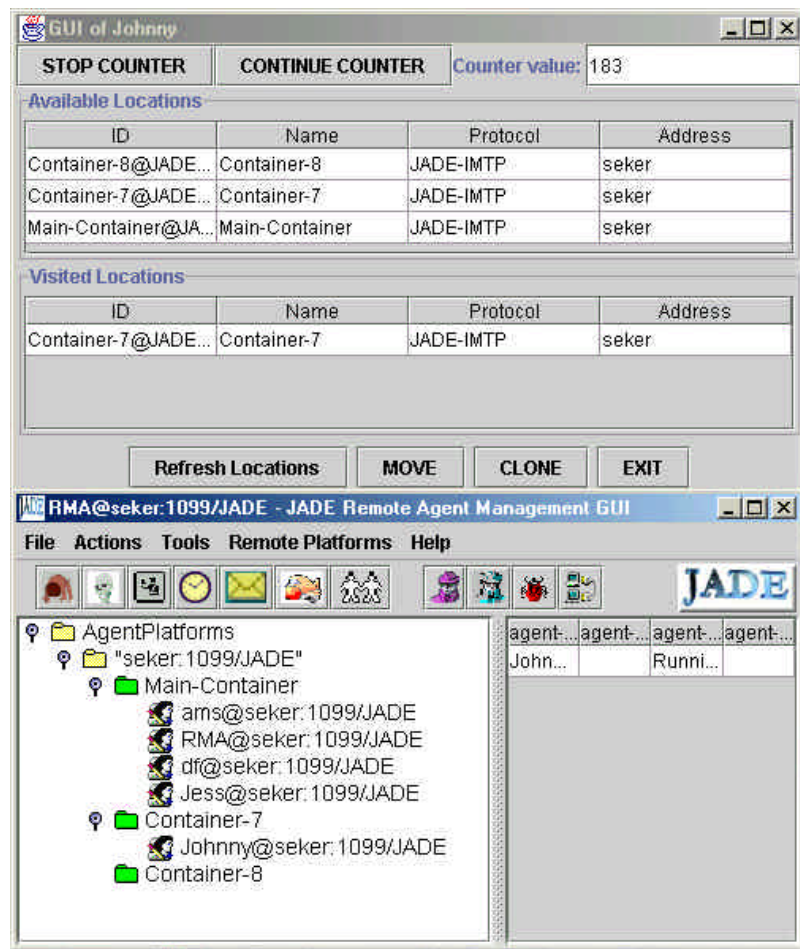 GUI of Johnny
STOP COUNTER CONTINUE COUNTER Counter value: 183
Available Locations
ID Name Protocol Address
Container-8@JADE... Container-8 JADE-IMTP seker
Container-7@JADE... Container-7 JADE-IMTP seker
Main-Container@JA... Main-Container JADE-IMTP seker
Visited Locations
ID Name Protocol Address
Container-7@JADE... Container-7 JADE-IMTP seker
Refresh Locations MOVE CLONE EXIT
RMA@seker:1099/JADE - JADE Remote Agent Management GUI
File Actions Tools Remote Platforms Help
JADE
AgentPlatforms
"seker:1099/JADE"
Main-Container
ams@seker:1099/JADE
RMA@seker:1099/JADE
df@seker:1099/JADE
Jess@seker:1099/JADE
Container-7
Johnny@seker:1099/JADE
Container-8
agent-... agent-... agent-... agent-...
John... Runni...